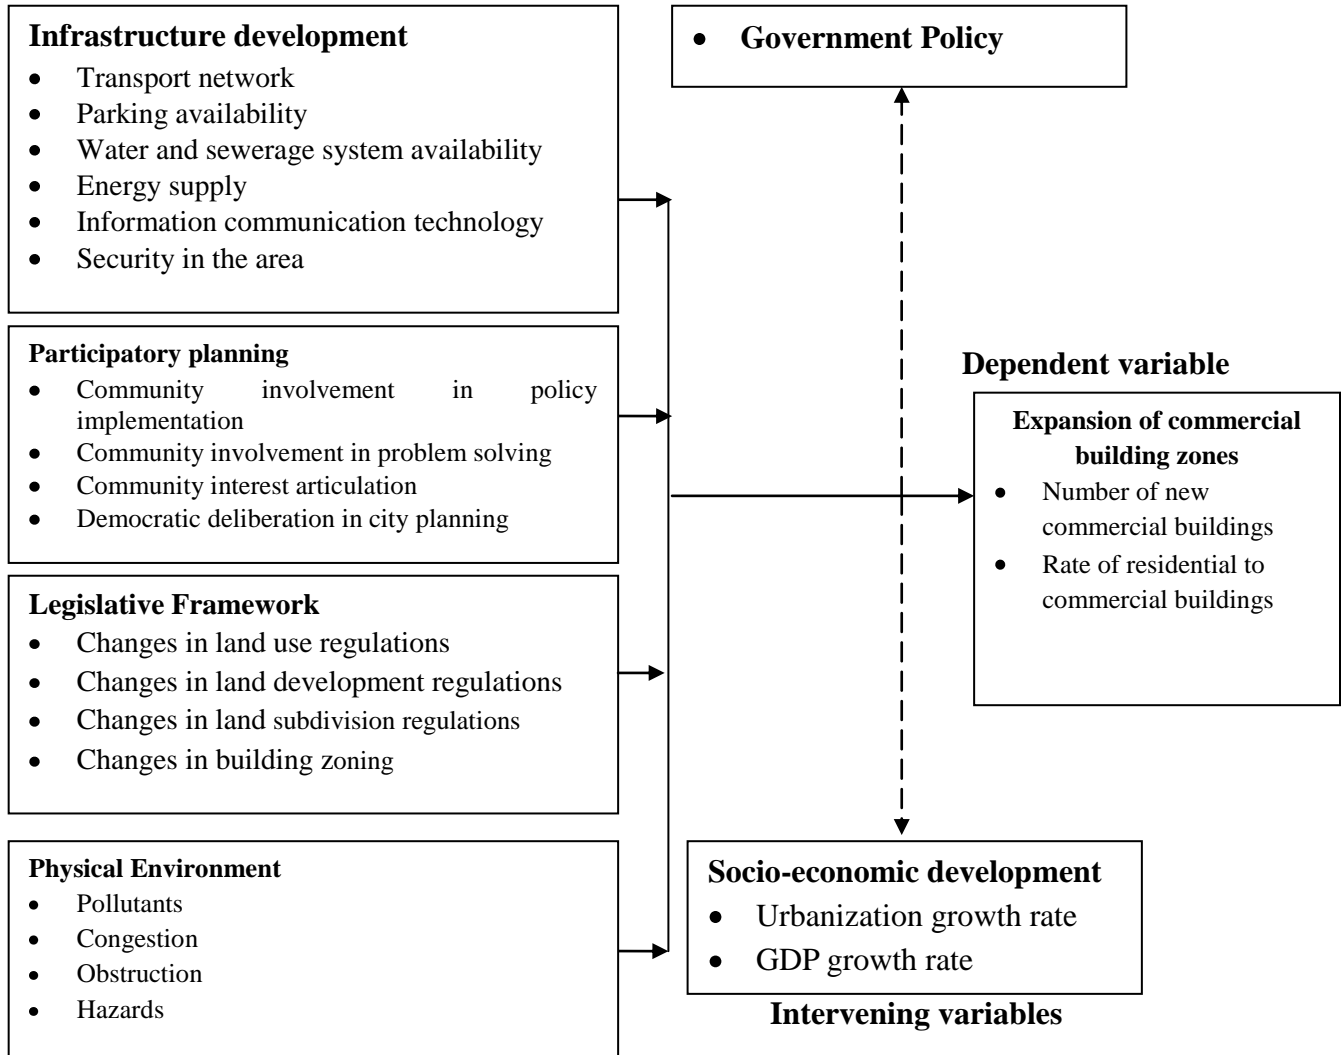 Infrastructure development
• Transport network
• Parking availability
• Water and sewerage system availability
• Energy supply
• Information communication technology
• Security in the area
Participatory planning
• Community involvement in policy
implementation
• Community involvement in problem solving
• Community interest articulation
• Democratic deliberation in city planning
Legislative Framework
• Changes in land use regulations
• Changes in land development regulations
• Changes in land subdivision regulations
• Changes in building zoning
Physical Environment
• Pollutants
• Congestion
• Obstruction
• Hazards
• Government Policy
Dependent variable
Expansion of commercial
building zones
• Number of new
commercial buildings
• Rate of residential to
commercial buildings
Socio-economic development
• Urbanization growth rate
• GDP growth rate
Intervening variables